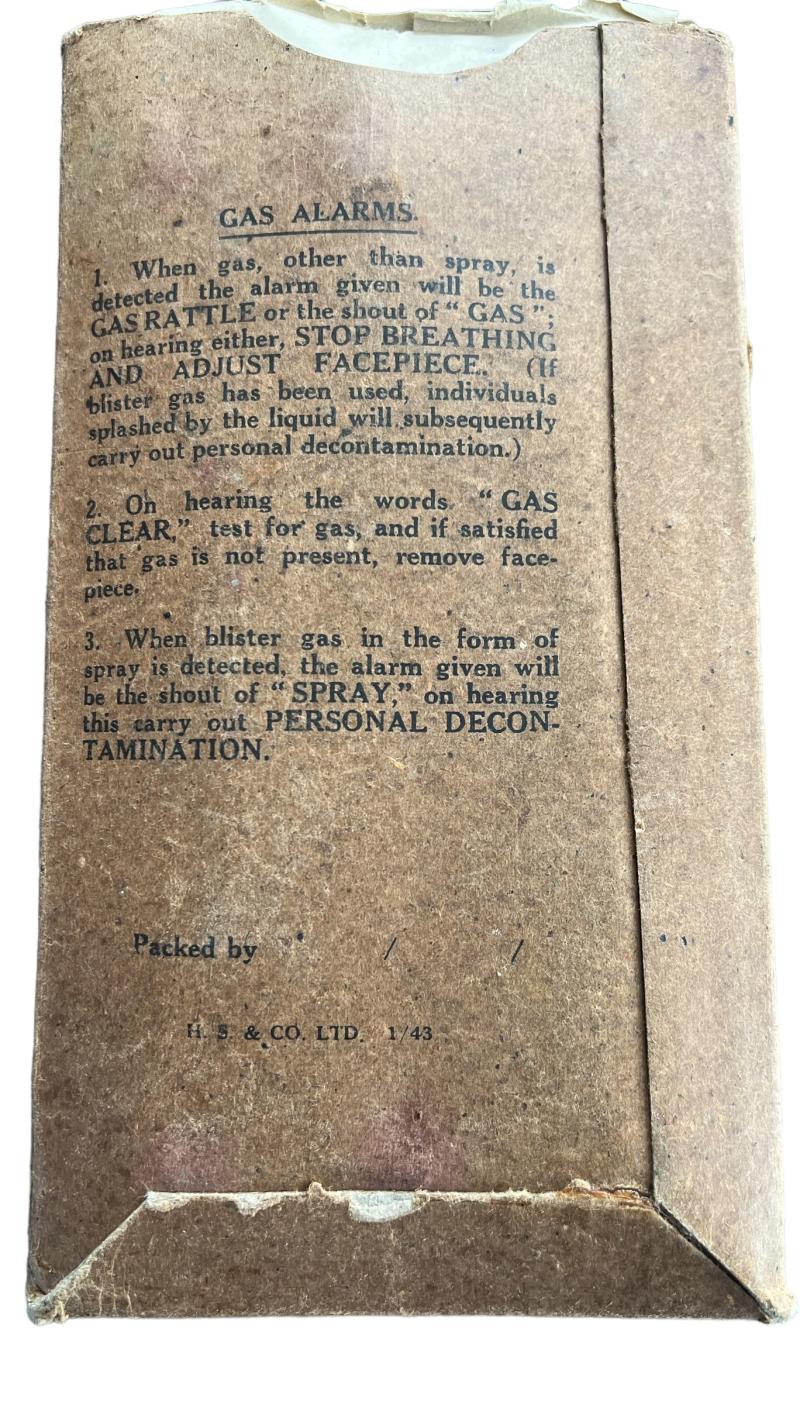 GAS ALARMS.
1. When gas, other than spray, is
detected the alarm given will be the
GAS RATTLE or the shout of “ GAS ”;
on hearing either, STOP BREATHING
AND ADJUST FACEPIECE. (If
blister gas has been used, individuals
splashed by the liquid will subsequently
carry out personal decontamination.)
2. On hearing the words “ GAS
CLEAR,” test for gas, and if satisfied
that gas is not present, remove face-
piece.
3. When blister gas in the form of
spray is detected, the alarm given will
be the shout of “ SPRAY,” on hearing
this carry out PERSONAL DECON-
TAMINATION.
Packed by / /
H. S. & CO. LTD. 1/43